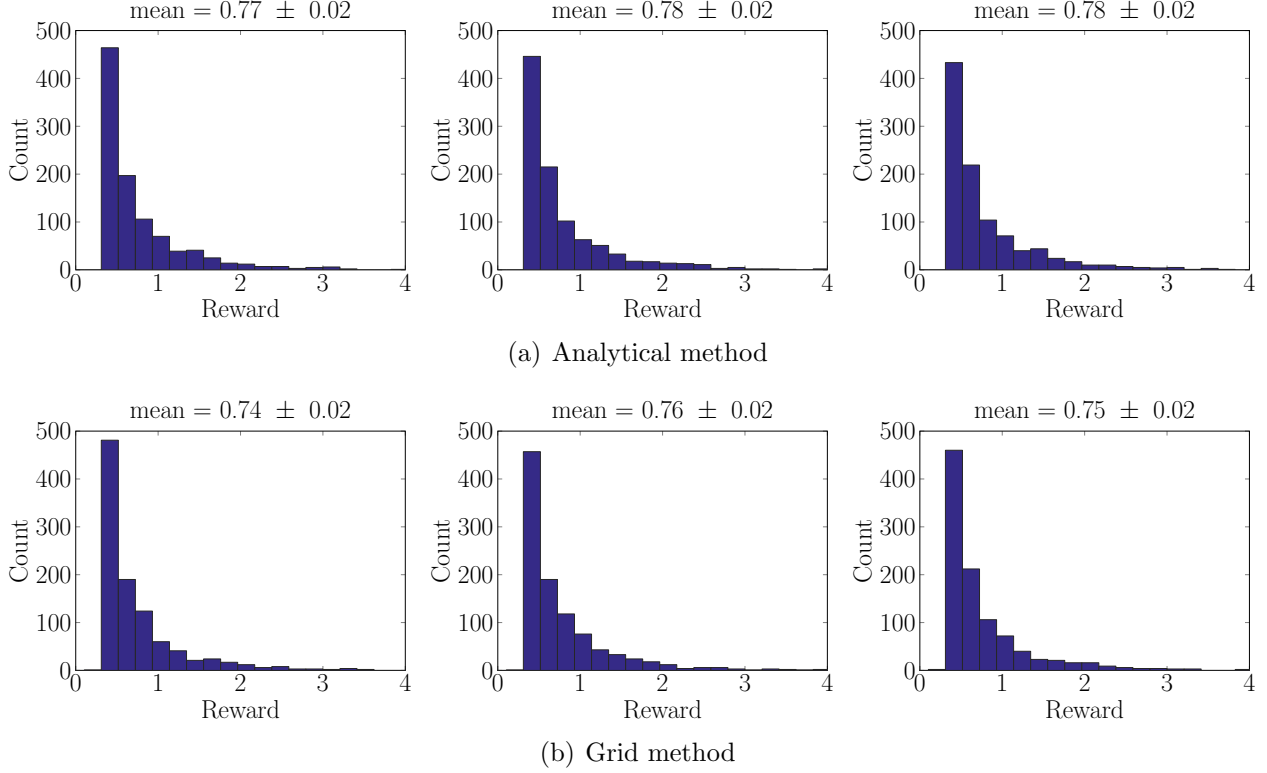 mean = 0.77 ± 0.02
mean = 0.78 ± 0.02
mean = 0.78 ± 0.02
500
400
300
200
100
0
Count
0 1 2 3 4
Reward
500
400
300
200
100
0
Count
0 1 2 3 4
Reward
500
400
300
200
100
0
Count
0 1 2 3 4
Reward
(a) Analytical method
mean = 0.74 ± 0.02
mean = 0.76 ± 0.02
mean = 0.75 ± 0.02
500
400
300
200
100
0
Count
0 1 2 3 4
Reward
500
400
300
200
100
0
Count
0 1 2 3 4
Reward
500
400
300
200
100
0
Count
0 1 2 3 4
Reward
(b) Grid method